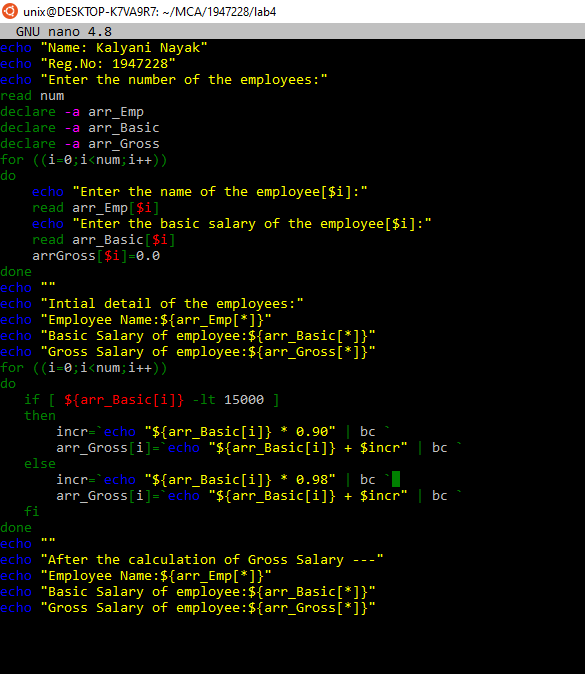 unix@DESKTOP-K7VA9R7: ~/MCA/1947228/lab4
GNU nano 4.8
echo "Name: Kalyani Nayak"
echo "Reg.No: 1947228"
echo "Enter the number of the employees:"
read num
declare -a arr_Emp
declare -a arr_Basic
declare -a arr_Gross
for ((i=0;i<num;i++))
do
    echo "Enter the name of the employee[$i]:"
    read arr_Emp[$i]
    echo "Enter the basic salary of the employee[$i]:"
    read arr_Basic[$i]
    arrGross[$i]=0.0
done
echo ""
echo "Intial detail of the employees:"
echo "Employee Name:${arr_Emp[*]}"
echo "Basic Salary of employee:${arr_Basic[*]}"
echo "Gross Salary of employee:${arr_Gross[*]}"
for ((i=0;i<num;i++))
do
   if [ ${arr_Basic[i]} -lt 15000 ]
   then
       incr=`echo "${arr_Basic[i]} * 0.90" | bc `
       arr_Gross[i]=`echo "${arr_Basic[i]} + $incr" | bc `
   else
       incr=`echo "${arr_Basic[i]} * 0.98" | bc `
       arr_Gross[i]=`echo "${arr_Basic[i]} + $incr" | bc `
   fi
done
echo ""
echo "After the calculation of Gross Salary ---"
echo "Employee Name:${arr_Emp[*]}"
echo "Basic Salary of employee:${arr_Basic[*]}"
echo "Gross Salary of employee:${arr_Gross[*]}"